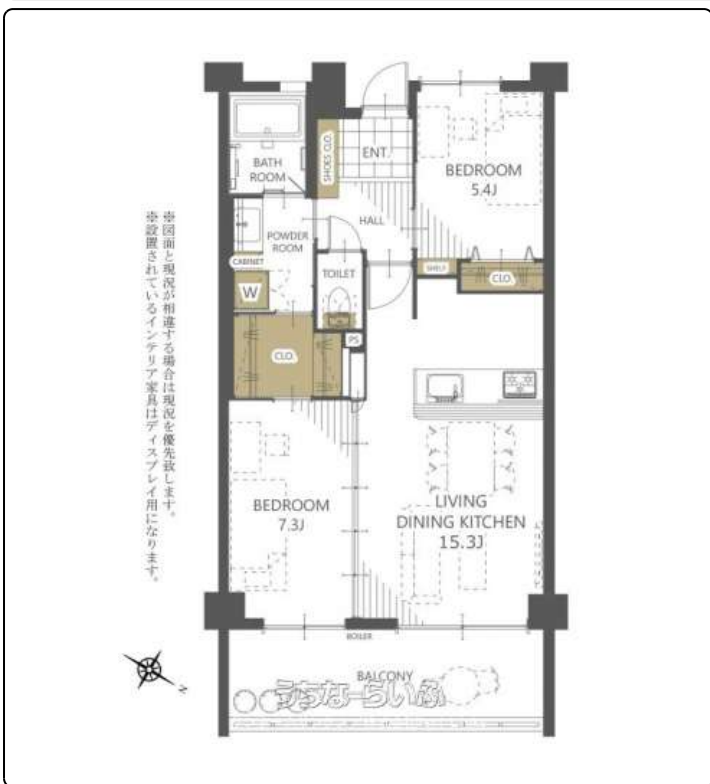 ENT.
SHOES CLO.
BATH
ROOM
BEDROOM
5.4J
HALL
POWDER
ROOM
CABINET
TOILET
SHELF
CLO.
W
CLO.
PS
BEDROOM
7.3J
LIVING
DINING KITCHEN
15.3J
BOILER
BALCONY
うちなーらいふ
N
※図面と現況が相違する場合は現況を優先致します。
※設置されているインテリア家具はディスプレイ用になります。